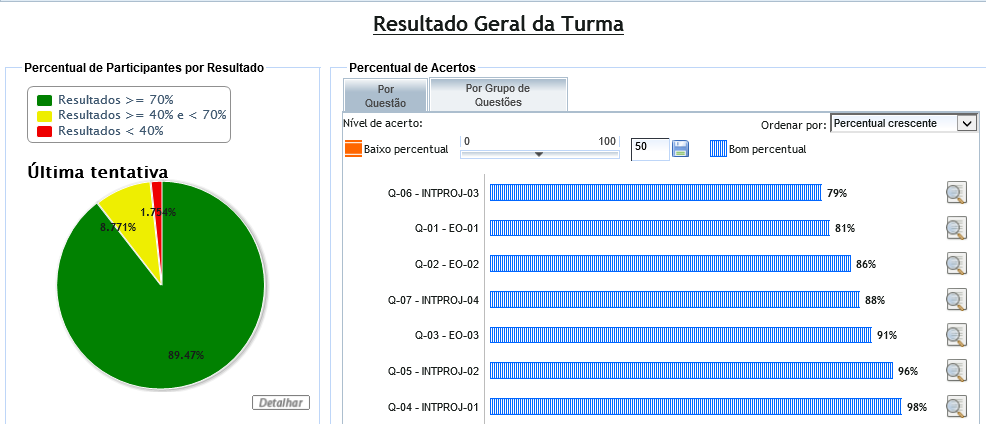 Resultado Geral da Turma
Percentual de Participantes por Resultado
Resultados >= 70%
Resultados >= 40% e < 70%
Resultados < 40%
Última tentativa
1.754%
8.771%
89.47%
Detalhar
Percentual de Acertos
Por Questão
Por Grupo de Questões
Nível de acerto:
Ordenar por: Percentual crescente
Baixo percentual 0 100 50 Bom percentual
Q-06 - INTPROJ-03 79%
Q-01 - EO-01 81%
Q-02 - EO-02 86%
Q-07 - INTPROJ-04 88%
Q-03 - EO-03 91%
Q-05 - INTPROJ-02 96%
Q-04 - INTPROJ-01 98%